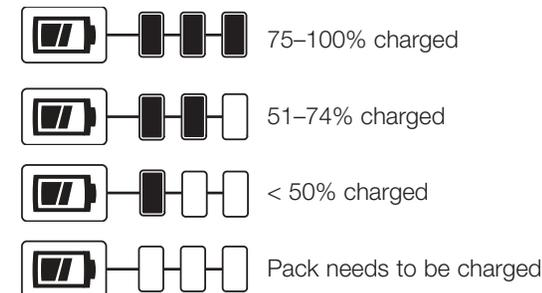 75–100% charged
51–74% charged
< 50% charged
Pack needs to be charged